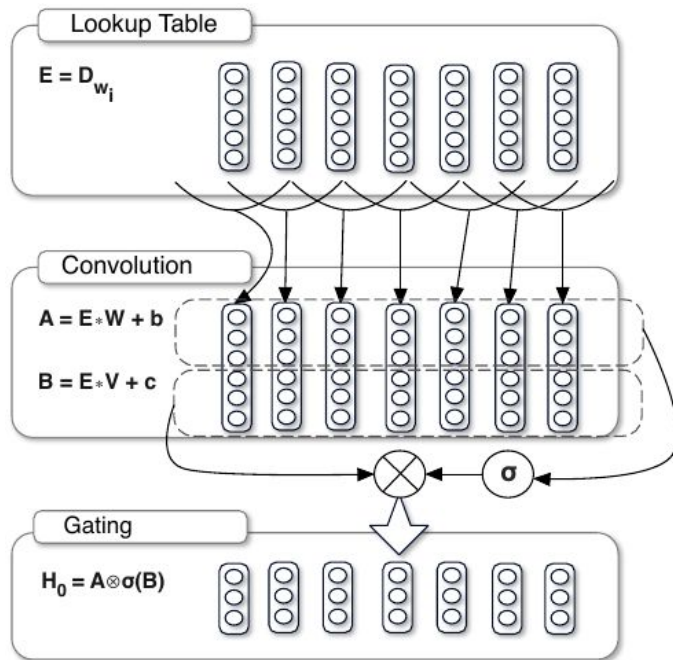 Lookup Table
E = D_{w_i}
Convolution
A = E∗W + b
B = E∗V + c
σ
Gating
H_0 = A⊗σ(B)